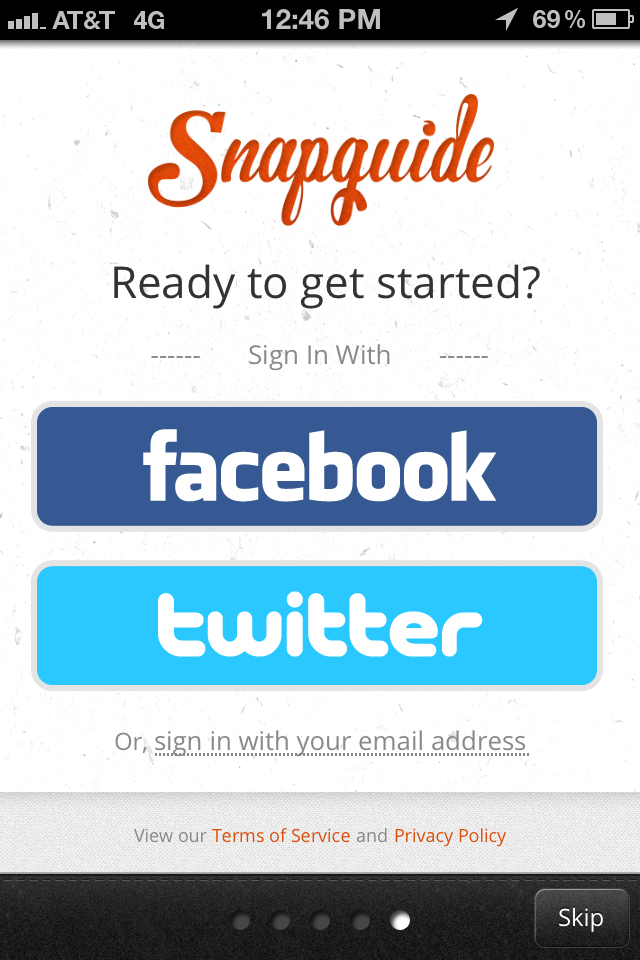 AT&T 4G 12:46 PM 69%
Snapguide
Ready to get started?
------ Sign In With ------
facebook
twitter
Or, sign in with your email address
View our Terms of Service and Privacy Policy
Skip